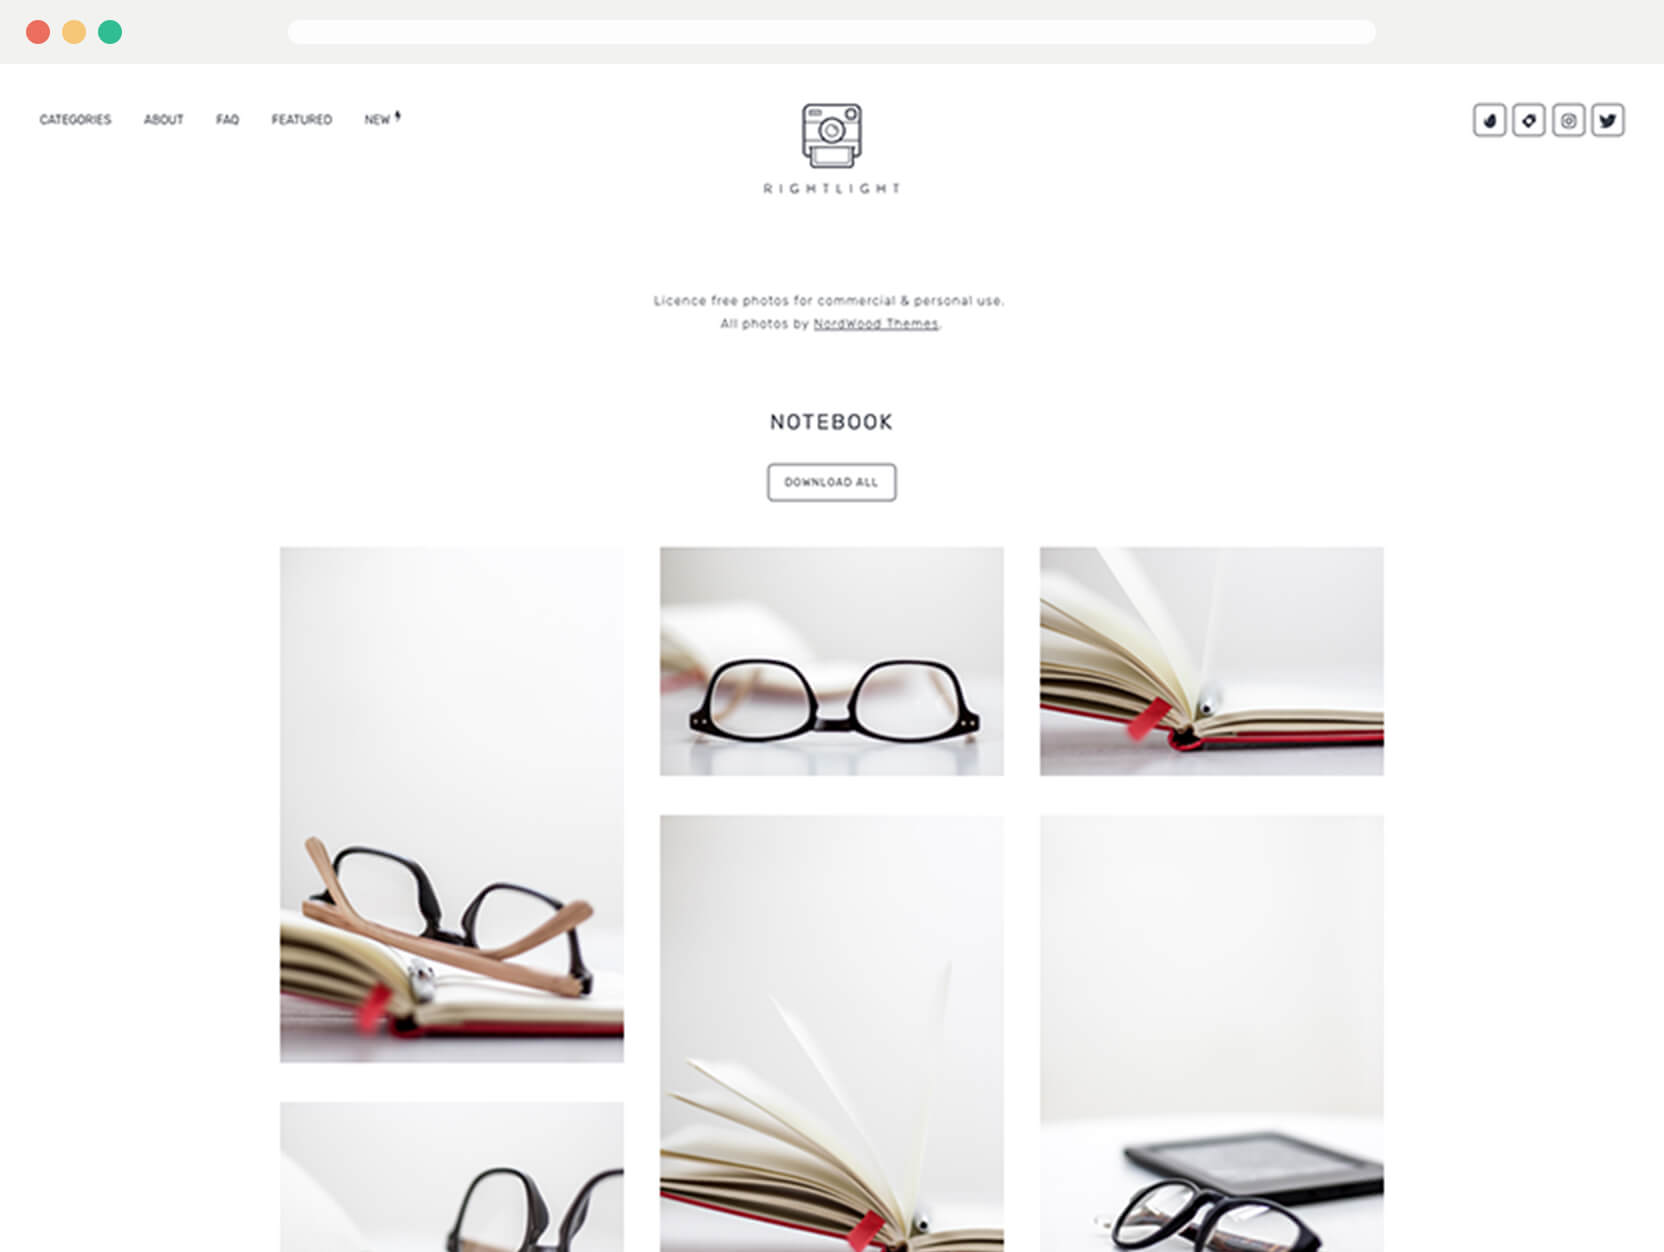 CATEGORIES ABOUT FAQ FEATURED NEW
RIGHTLIGHT
Licence free photos for commercial & personal use.
All photos by NordWood Themes.
NOTEBOOK
DOWNLOAD ALL